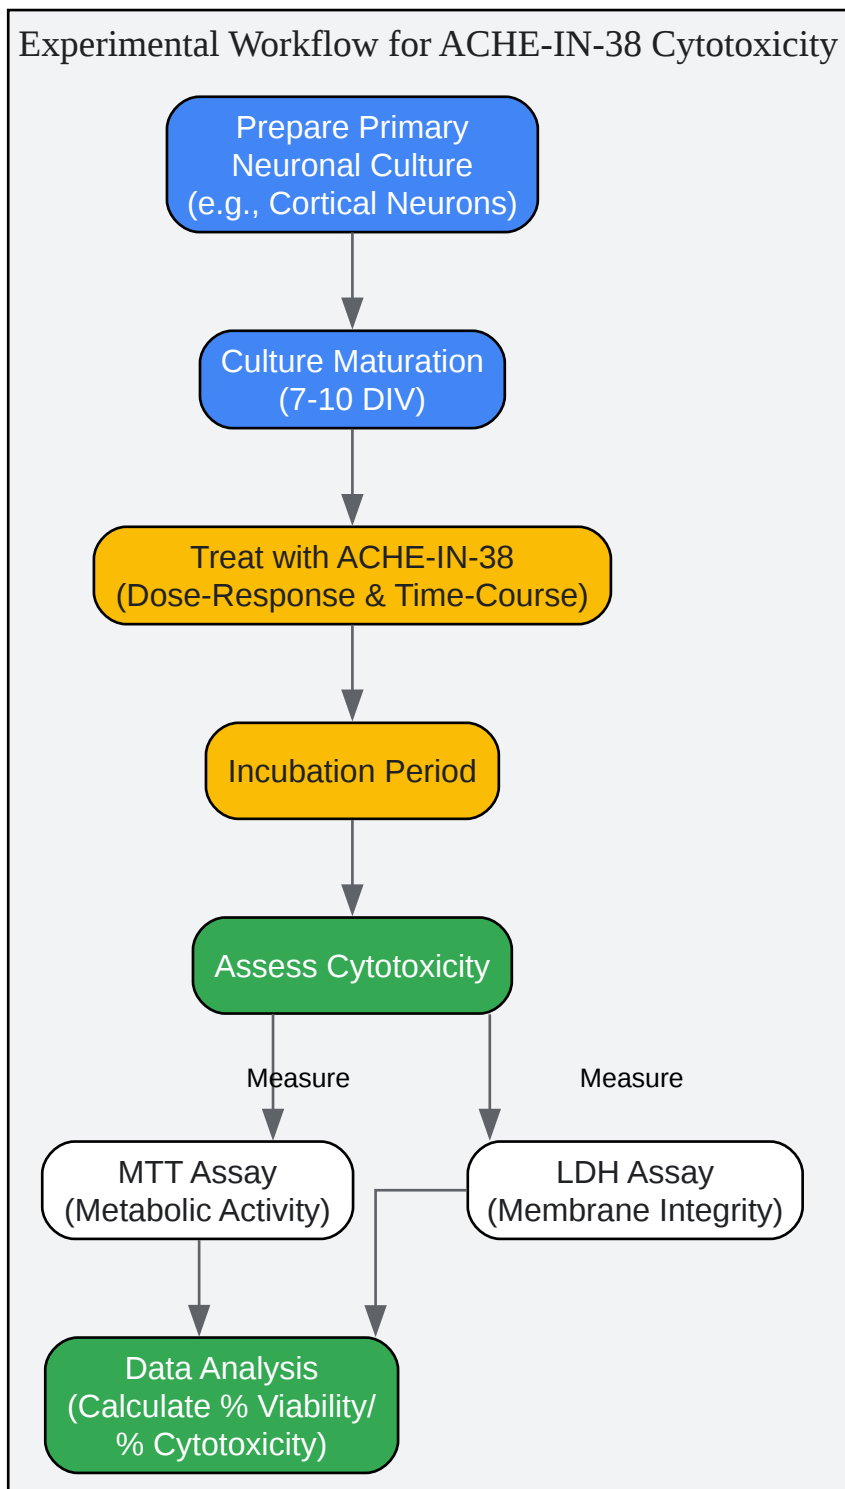 Experimental Workflow for ACHE-IN-38 Cytotoxicity
Prepare Primary
Neuronal Culture
(e.g., Cortical Neurons)
Culture Maturation
(7-10 DIV)
Treat with ACHE-IN-38
(Dose-Response & Time-Course)
Incubation Period
Assess Cytotoxicity
Measure
Measure
MTT Assay
(Metabolic Activity)
LDH Assay
(Membrane Integrity)
Data Analysis
(Calculate % Viability/
% Cytotoxicity)